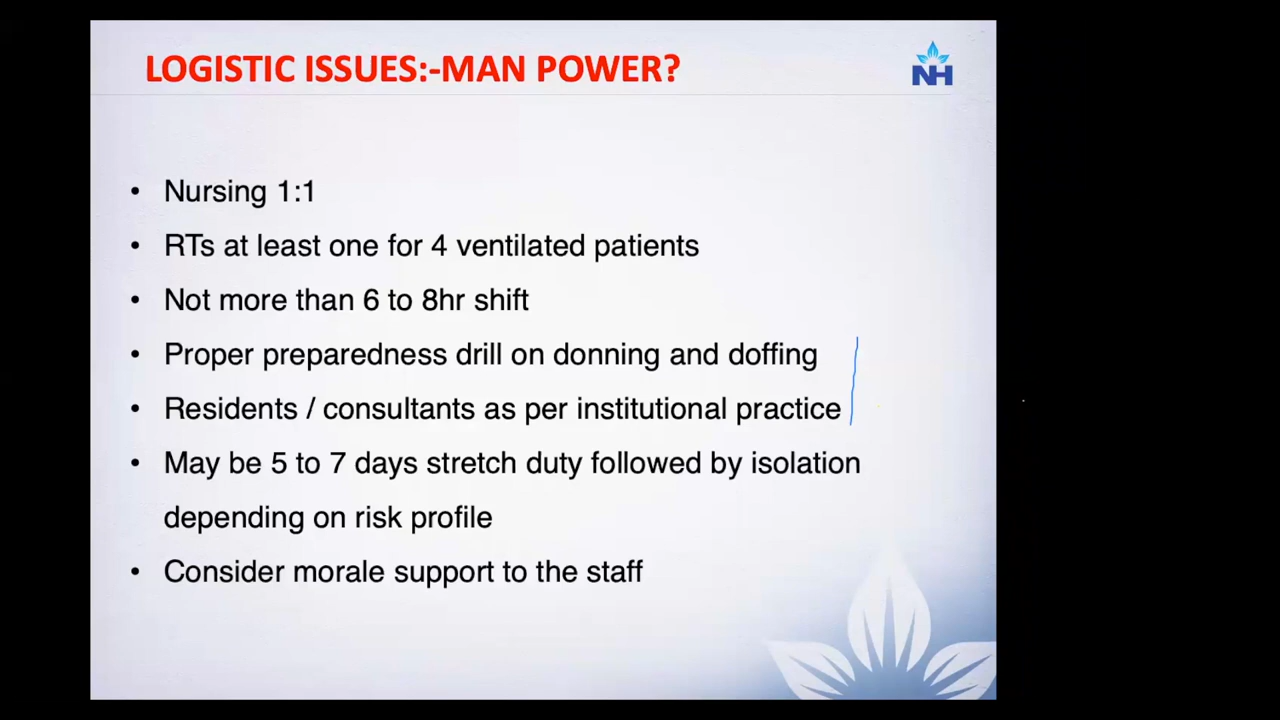 LOGISTIC ISSUES:-MAN POWER?
NH
• Nursing 1:1
• RTs at least one for 4 ventilated patients
• Not more than 6 to 8hr shift
• Proper preparedness drill on donning and doffing
• Residents / consultants as per institutional practice
• May be 5 to 7 days stretch duty followed by isolation
depending on risk profile
• Consider morale support to the staff